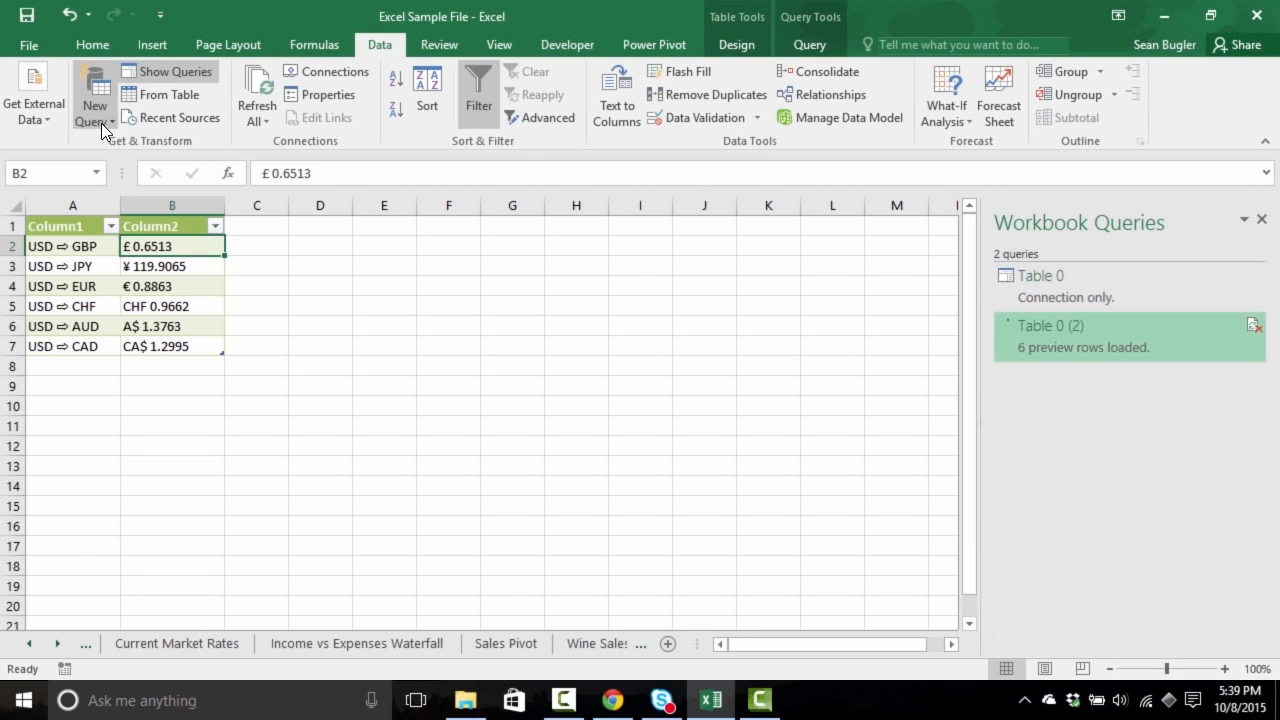 Excel Sample File - Excel
Table Tools
Query Tools
File
Home
Insert
Page Layout
Formulas
Data
Review
View
Developer
Power Pivot
Design
Query
Tell me what you want to do...
Sean Bugler
Share
Get External
Data
New
Query
Show Queries
From Table
Recent Sources
Get & Transform
Refresh
All
Connections
Properties
Edit Links
Connections
Sort
Filter
Clear
Reapply
Advanced
Sort & Filter
Text to
Columns
Flash Fill
Remove Duplicates
Data Validation
Consolidate
Relationships
Manage Data Model
Data Tools
What-If
Analysis
Forecast
Sheet
Forecast
Group
Ungroup
Subtotal
Outline
B2
fx
£ 0.6513
A B C D E F G H I J K L M
1 Column1 Column2
2 USD ⇨ GBP £ 0.6513
3 USD ⇨ JPY ¥ 119.9065
4 USD ⇨ EUR € 0.8863
5 USD ⇨ CHF CHF 0.9662
6 USD ⇨ AUD A$ 1.3763
7 USD ⇨ CAD CA$ 1.2995
8
9
10
11
12
13
14
15
16
17
18
19
20
21
Workbook Queries
2 queries
Table 0
Connection only.
Table 0 (2)
6 preview rows loaded.
... Current Market Rates Income vs Expenses Waterfall Sales Pivot Wine Sales ...
Ready
100%
Ask me anything
5:39 PM
10/8/2015